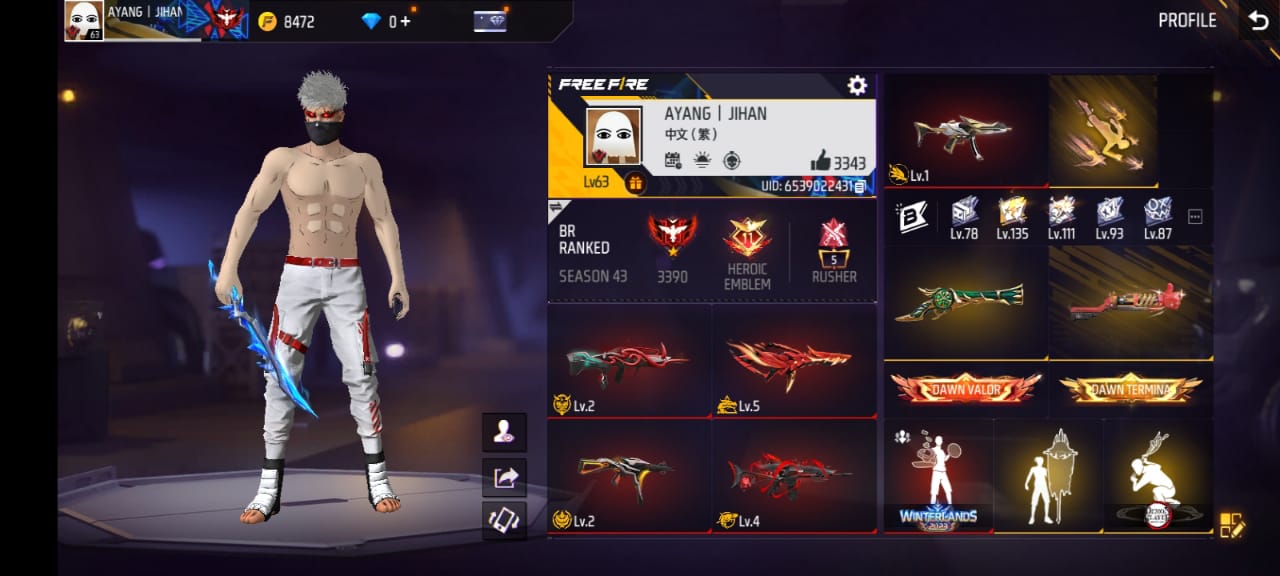 AYANG | JIHAN
63
8472
0 +
PROFILE
FREE FIRE
AYANG | JIHAN
中文 (繁)
3343
Lv63
UID: 6539022431
BR
RANKED
SEASON 43
3390
11
HEROIC
EMBLEM
5
RUSHER
Lv.2
Lv.5
Lv.2
Lv.4
Lv.1
B
Lv.78
Lv.135
Lv.111
Lv.93
Lv.87
DAWN VALOR
DAWN TERMINA
WINTERLANDS
2023